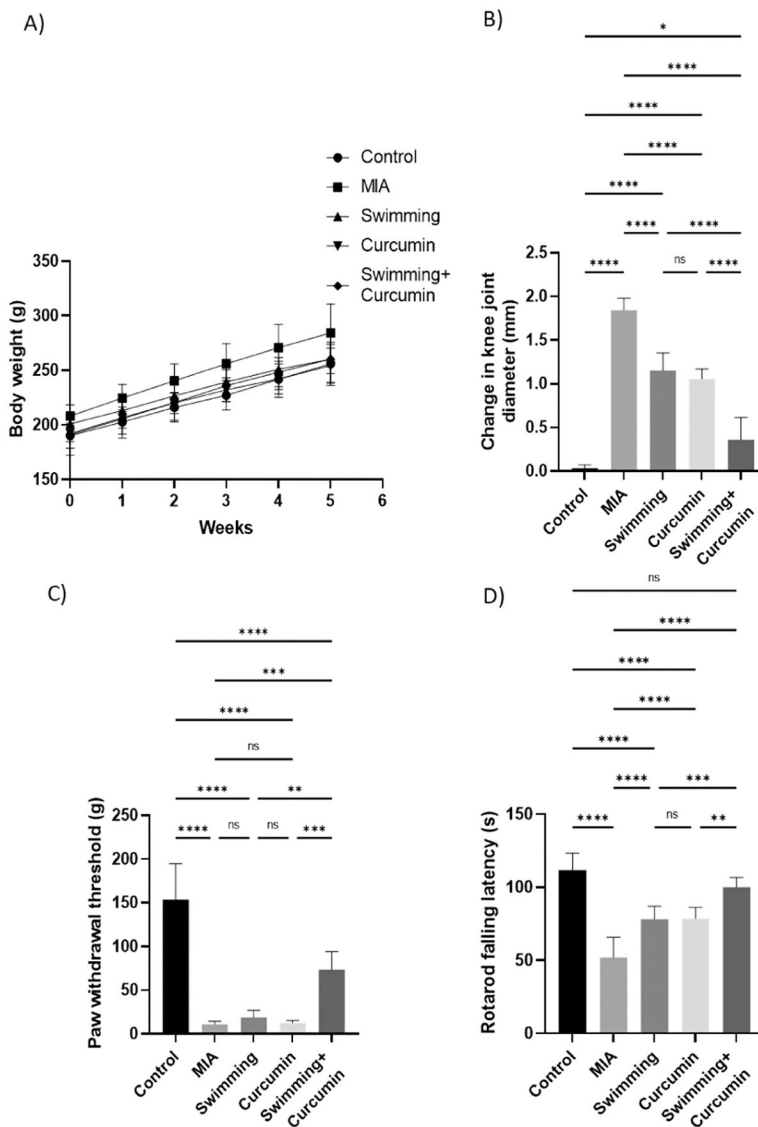 A)
Control
MIA
Swimming
Curcumin
Swimming+
Curcumin
Body weight (g)
350
300
250
200
150
0 1 2 3 4 5 6
Weeks
B)
*
****
****
****
****
**** ****
**** ns ****
Change in knee joint
diameter (mm)
2.5
2.0
1.5
1.0
0.5
0.0
Control
MIA
Swimming
Curcumin
Swimming+
Curcumin
C)
****
***
****
ns
**** **
**** ns ns ***
Paw withdrawal threshold (g)
250
200
150
100
50
0
Control
MIA
Swimming
Curcumin
Swimming+
Curcumin
D)
ns
****
****
****
****
**** ***
**** ns **
Rotarod falling latency (s)
150
100
50
0
Control
MIA
Swimming
Curcumin
Swimming+
Curcumin